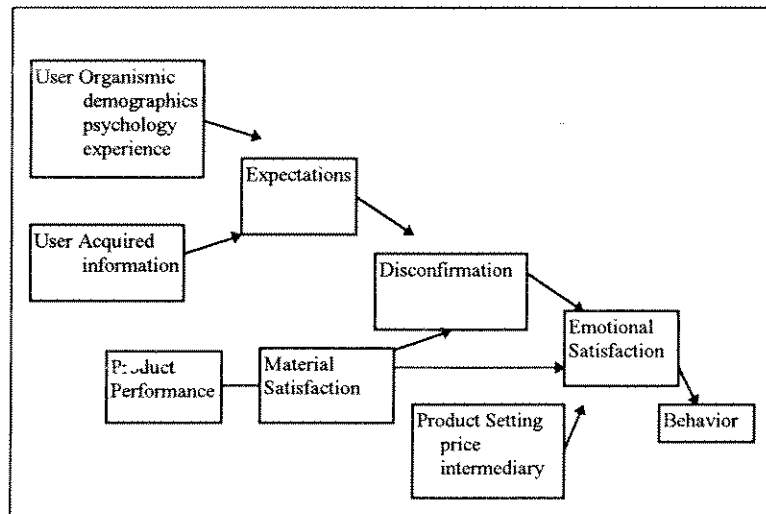 User Organismic
demographics
psychology
experience
Expectations
User Acquired
information
Disconfirmation
Emotional
Satisfaction
Product
Performance
Material
Satisfaction
Product Setting
price
intermediary
Behavior